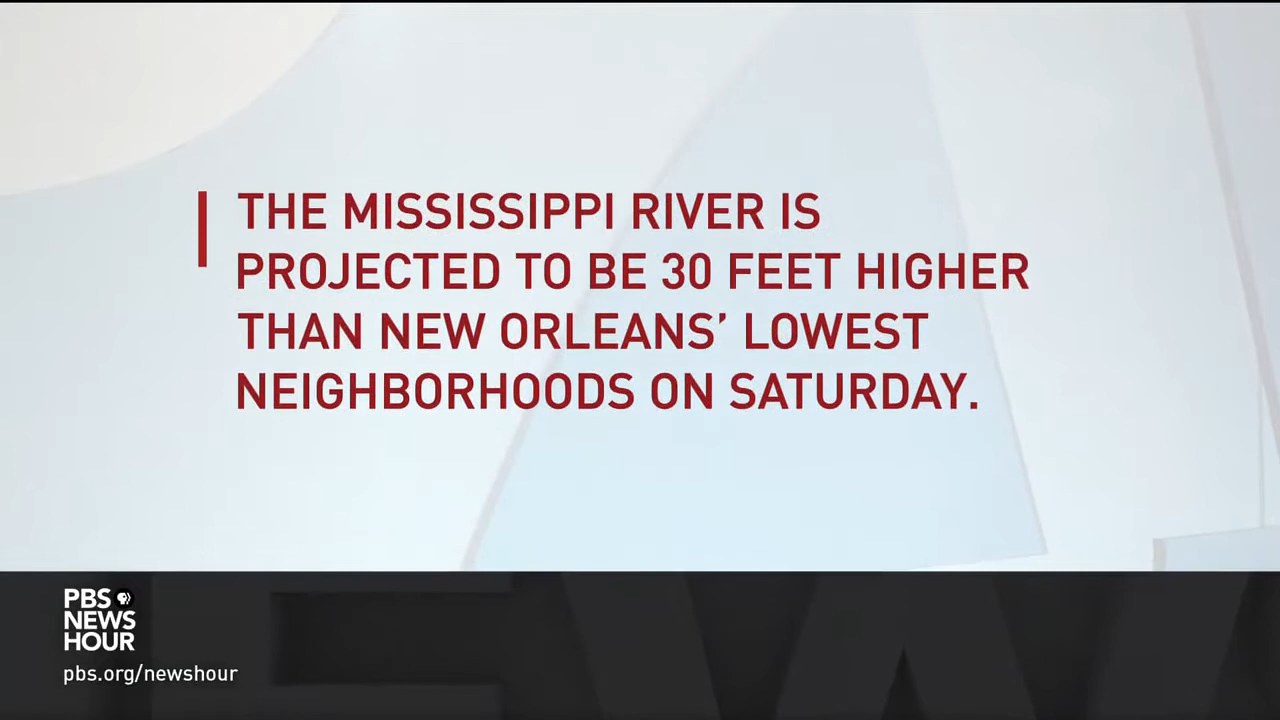 THE MISSISSIPPI RIVER IS
PROJECTED TO BE 30 FEET HIGHER
THAN NEW ORLEANS’ LOWEST
NEIGHBORHOODS ON SATURDAY.
PBS
NEWS
HOUR
pbs.org/newshour